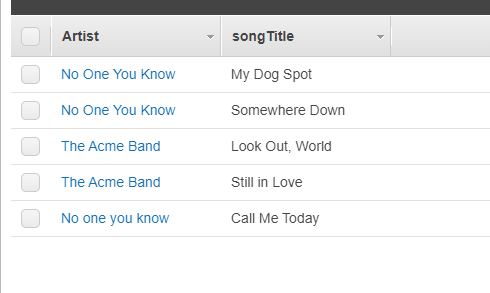 Artist songTitle
No One You Know My Dog Spot
No One You Know Somewhere Down
The Acme Band Look Out, World
The Acme Band Still in Love
No one you know Call Me Today